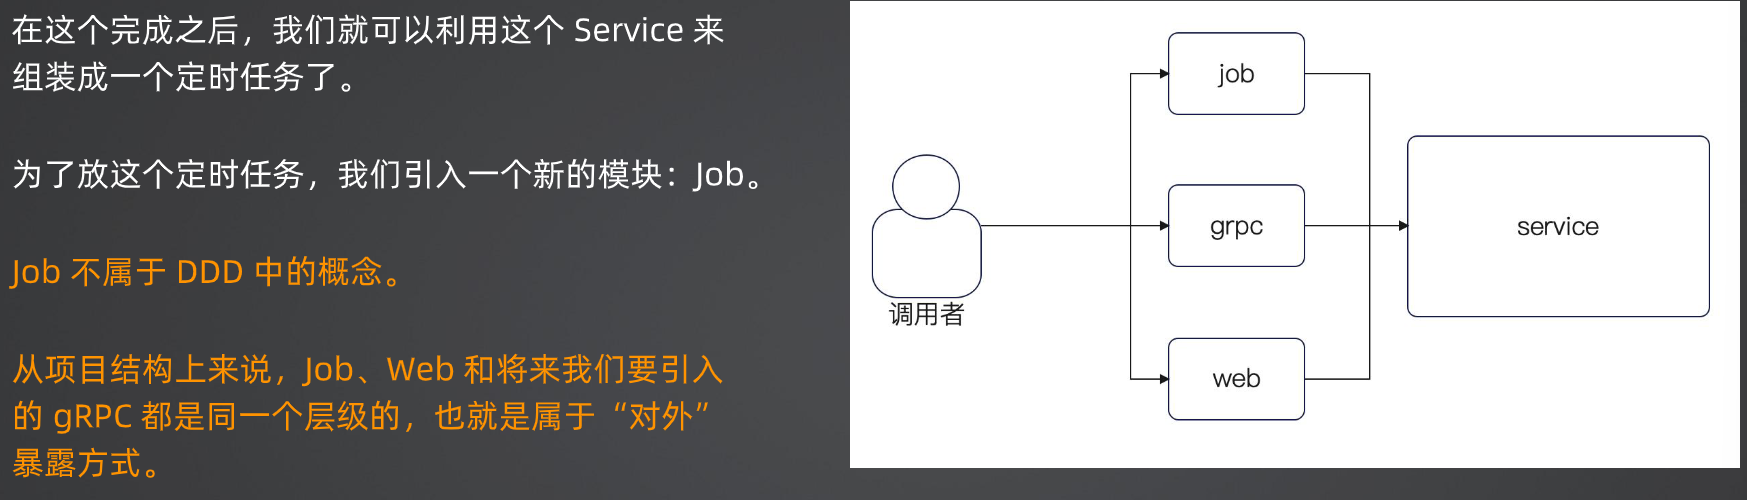 在这个完成之后，我们就可以利用这个 Service 来
组装成一个定时任务了。
为了放这个定时任务，我们引入一个新的模块：Job。
Job 不属于 DDD 中的概念。
从项目结构上来说，Job、Web 和将来我们要引入
的 gRPC 都是同一个层级的，也就是属于 “对外”
暴露方式。
job
grpc
service
调用者
web